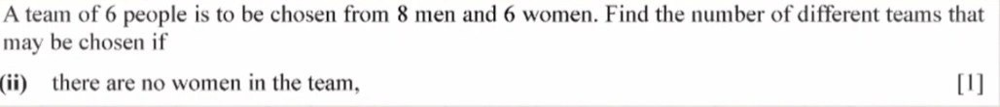 A team of 6 people is to be chosen from 8 men and 6 women. Find the number of different teams that
may be chosen if
(ii) there are no women in the team, [1]